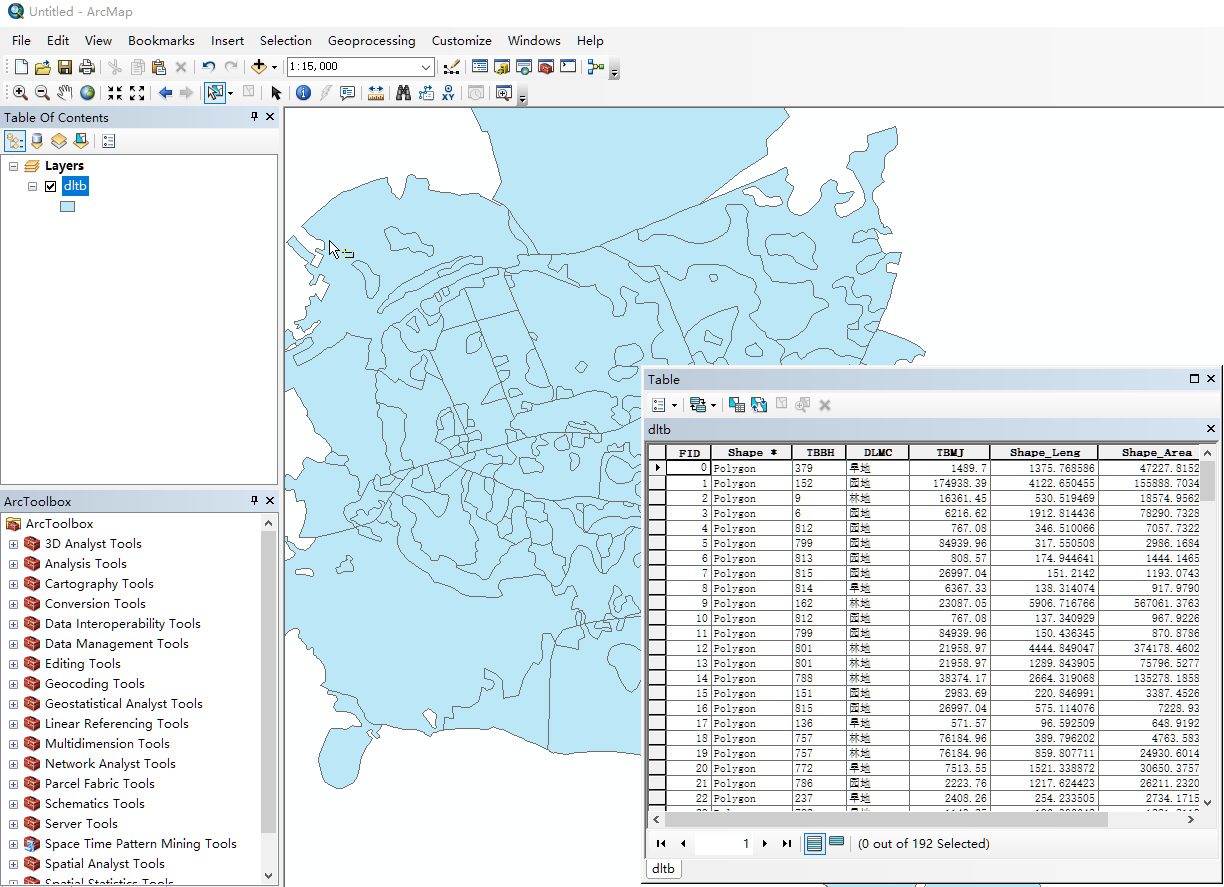 Untitled - ArcMap
File Edit View Bookmarks Insert Selection Geoprocessing Customize Windows Help
1:15,000
Table Of Contents
Layers
dltb
ArcToolbox
ArcToolbox
3D Analyst Tools
Analysis Tools
Cartography Tools
Conversion Tools
Data Interoperability Tools
Data Management Tools
Editing Tools
Geocoding Tools
Geostatistical Analyst Tools
Linear Referencing Tools
Multidimension Tools
Network Analyst Tools
Parcel Fabric Tools
Schematics Tools
Server Tools
Space Time Pattern Mining Tools
Spatial Analyst Tools
Spatial Statistics Tools
Table
dltb
FID Shape * TBBH DLMC TBMJ Shape_Leng Shape_Area
0 Polygon 379 旱地 1489.7 1375.768586 47227.8152
1 Polygon 152 园地 174938.39 4122.650455 155888.7034
2 Polygon 9 林地 16361.45 530.519469 18574.9562
3 Polygon 6 园地 6216.62 1912.814436 78290.7328
4 Polygon 812 园地 767.08 346.510066 7057.7322
5 Polygon 799 园地 84939.96 317.550508 2986.1684
6 Polygon 813 园地 808.57 174.944641 1444.1465
7 Polygon 815 园地 26997.04 151.2142 1193.0743
8 Polygon 814 旱地 6367.33 138.314074 917.9790
9 Polygon 162 林地 23087.05 5906.716766 567061.3763
10 Polygon 812 园地 767.08 137.340929 967.9226
11 Polygon 799 园地 84939.96 150.436345 870.8786
12 Polygon 801 林地 21958.97 4444.849047 374178.4602
13 Polygon 801 林地 21958.97 1289.843905 75796.5277
14 Polygon 788 林地 38374.17 2664.319068 135278.1858
15 Polygon 151 园地 2983.69 220.846991 3387.4526
16 Polygon 815 园地 26997.04 575.114076 7228.93
17 Polygon 136 旱地 571.57 96.592509 648.9192
18 Polygon 757 林地 76184.96 389.796202 4763.583
19 Polygon 757 林地 76184.96 859.807711 24930.6014
20 Polygon 772 旱地 7513.55 1521.338872 30650.3757
21 Polygon 786 园地 2223.76 1217.624423 26211.2320
22 Polygon 237 旱地 2408.26 254.233505 2734.1715
1 (0 out of 192 Selected)
dltb